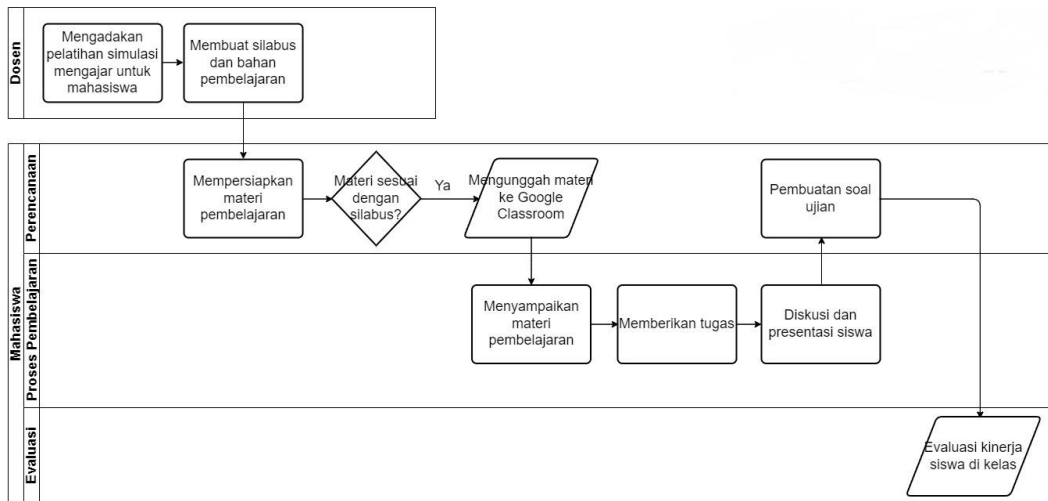 Dosen
Mengadakan
pelatihan simulasi
mengajar untuk
mahasiswa
Membuat silabus
dan bahan
pembelajaran
Mahasiswa
Perencanaan
Mempersiapkan
materi
pembelajaran
Materi sesuai
dengan
silabus?
Ya
Mengunggah materi
ke Google
Classroom
Pembuatan soal
ujian
Proses Pembelajaran
Menyampaikan
materi
pembelajaran
Memberikan tugas
Diskusi dan
presentasi siswa
Evaluasi
Evaluasi kinerja
siswa di kelas